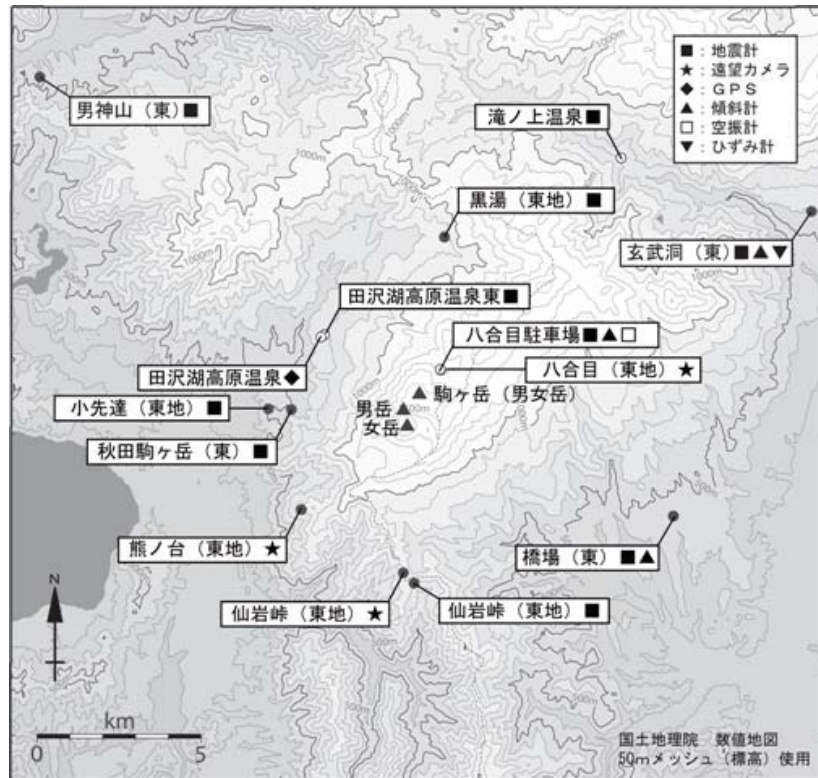 ■：地震計
★：遠望カメラ
◆：ＧＰＳ
▲：傾斜計
□：空振計
▼：ひずみ計
男神山（東）■
滝ノ上温泉■
黒湯（東地）■
玄武洞（東）■▲▼
田沢湖高原温泉東■
八合目駐車場■▲□
八合目（東地）★
田沢湖高原温泉◆
駒ヶ岳（男女岳）
小先達（東地）■
男岳
女岳
秋田駒ヶ岳（東）■
熊ノ台（東地）★
橋場（東）■▲
仙岩峠（東地）★
仙岩峠（東地）■
1000m
1000m
1000m
1000m
500m
N
km
0 5
国土地理院　数値地図
50mメッシュ（標高）使用